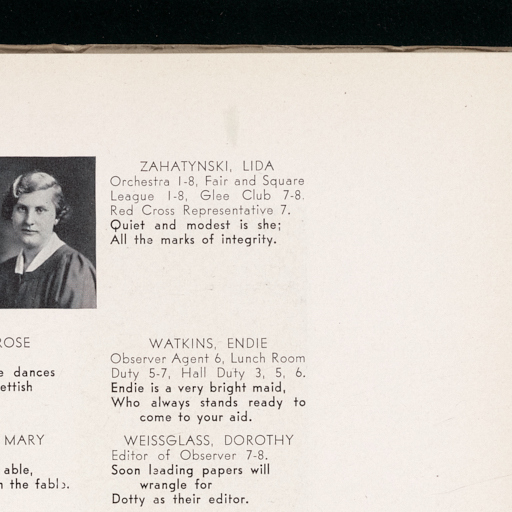 ZAHATYNSKI, LIDA
Orchestra 1-8, Fair and Square
League 1-8, Glee Club 7-8.
Red Cross Representative 7.
Quiet and modest is she;
All the marks of integrity.
ROSE
dances
ettish
MARY
able,
the fable.
WATKINS, ENDIE
Observer Agent 6, Lunch Room
Duty 5-7, Hall Duty 3, 5, 6.
Endie is a very bright maid,
Who always stands ready to
come to your aid.
WEISSGLASS, DOROTHY
Editor of Observer 7-8.
Soon leading papers will
wrangle for
Dotty as their editor.